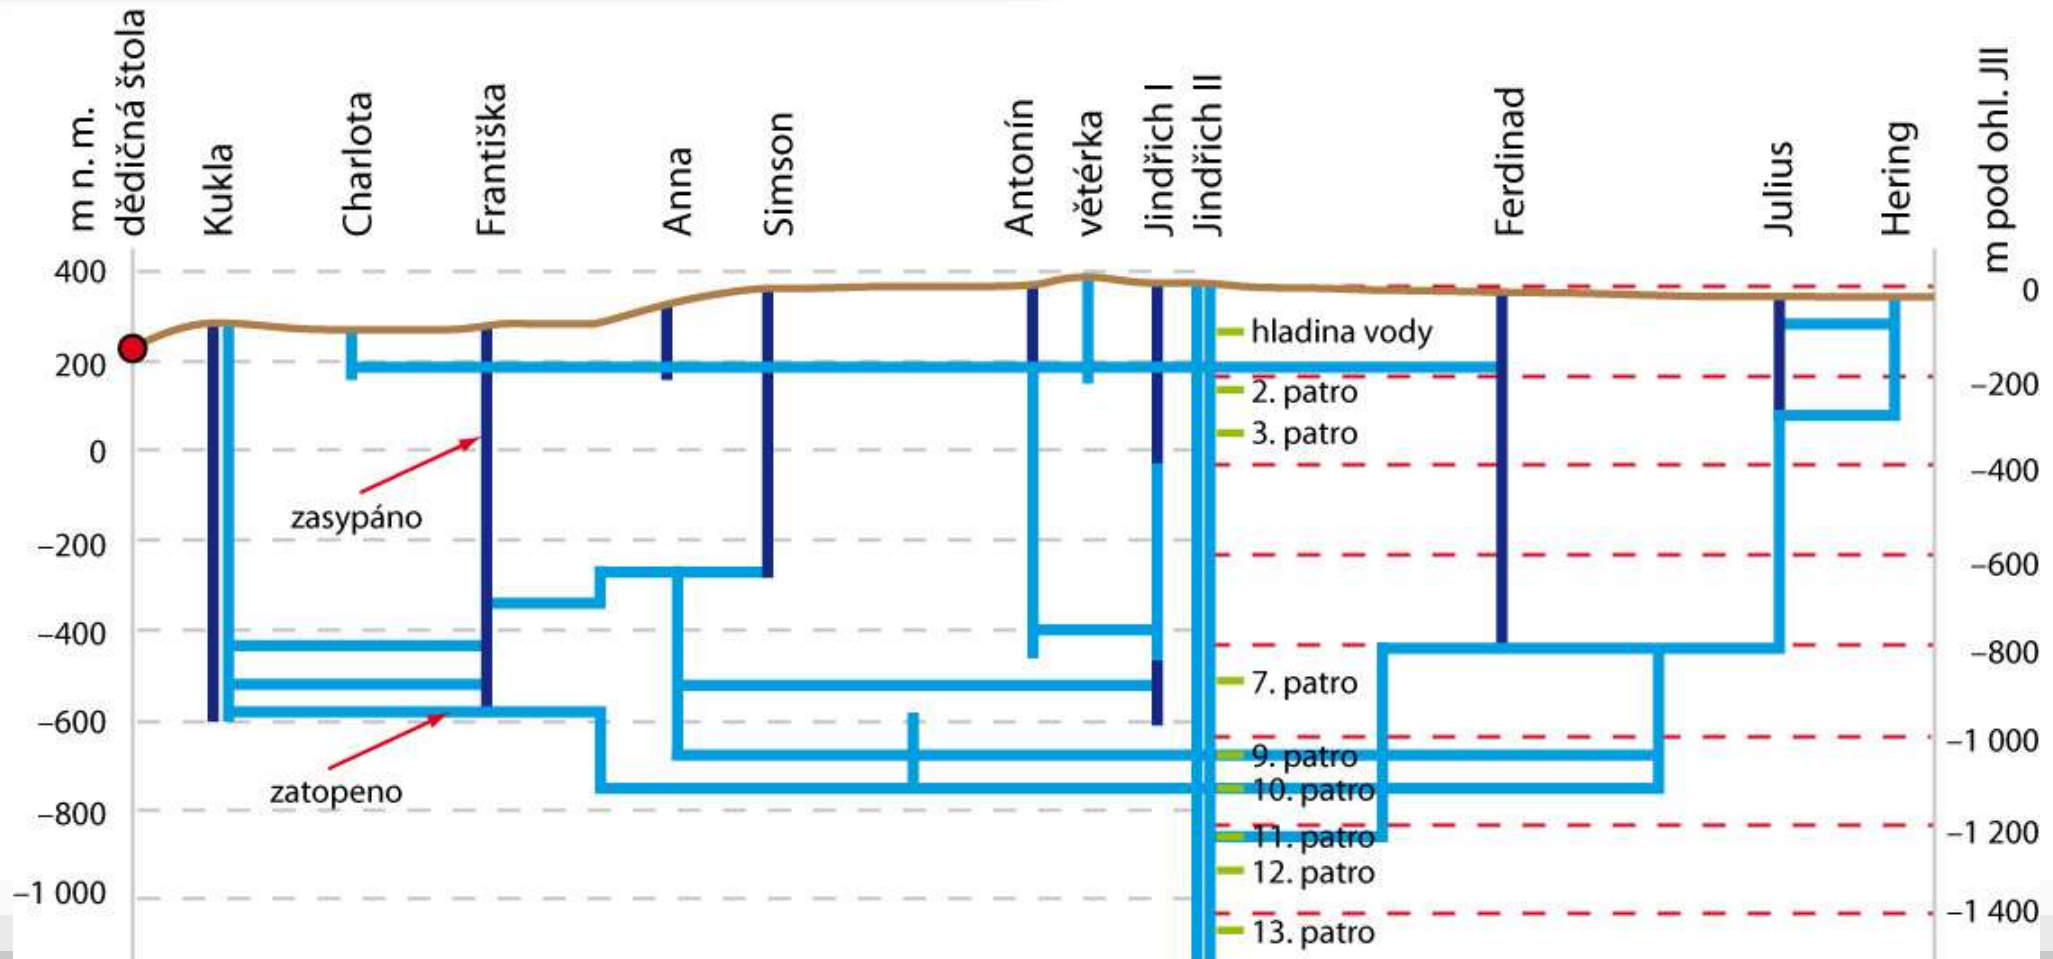 m n. m.
dědičná štola
Kukla
Charlota
Františka
Anna
Simson
Antonín
větérka
Jindřich I
Jindřich II
Ferdinad
Julius
Hering
m pod ohl. JII
400
200
0
–200
–400
–600
–800
–1 000
zasypáno
zatopeno
hladina vody
2. patro
3. patro
7. patro
9. patro
10. patro
11. patro
12. patro
13. patro
0
–200
–400
–600
–800
–1 000
–1 200
–1 400